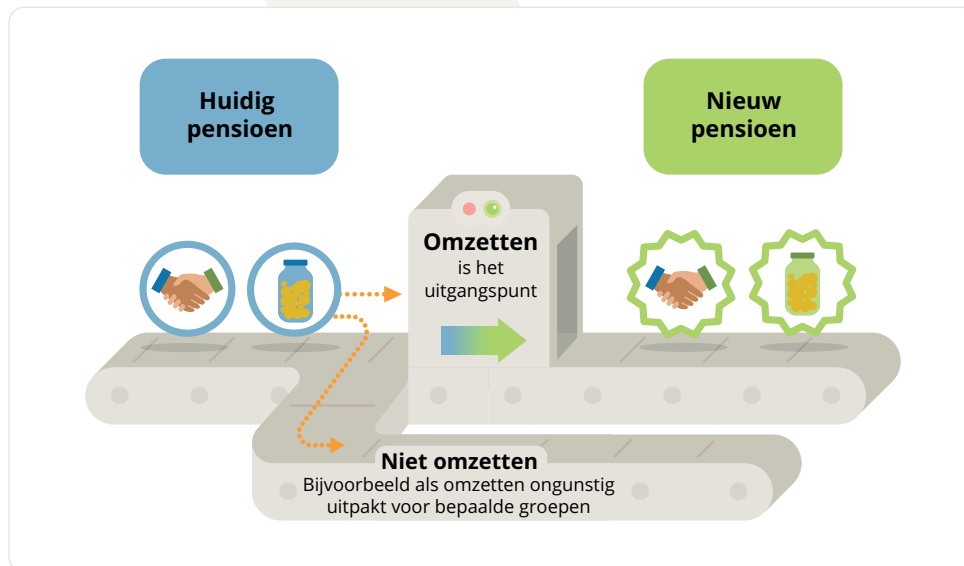 Huidig
pensioen
Nieuw
pensioen
Omzetten
is het
uitgangspunt
Niet omzetten
Bijvoorbeeld als omzetten ongunstig
uitpakt voor bepaalde groepen